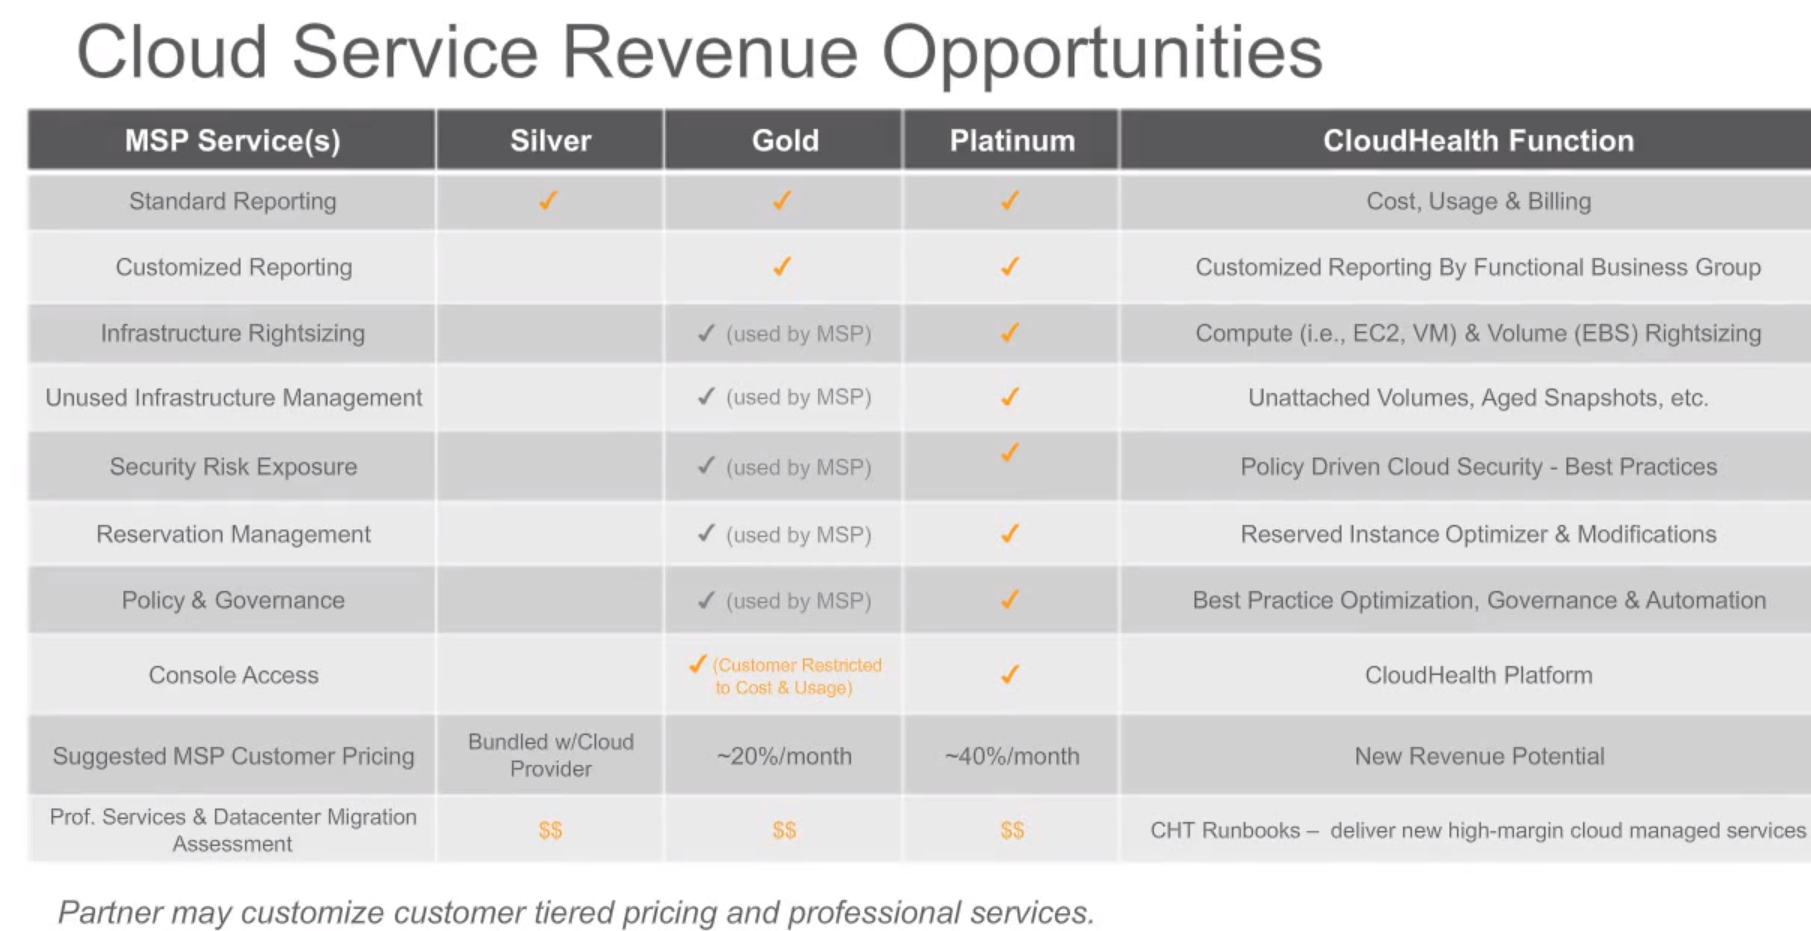 Cloud Service Revenue Opportunities
MSP Service(s) Silver Gold Platinum CloudHealth Function
Standard Reporting ✓ ✓ ✓ Cost, Usage & Billing
Customized Reporting ✓ ✓ Customized Reporting By Functional Business Group
Infrastructure Rightsizing ✓ (used by MSP) ✓ Compute (i.e., EC2, VM) & Volume (EBS) Rightsizing
Unused Infrastructure Management ✓ (used by MSP) ✓ Unattached Volumes, Aged Snapshots, etc.
Security Risk Exposure ✓ (used by MSP) ✓ Policy Driven Cloud Security - Best Practices
Reservation Management ✓ (used by MSP) ✓ Reserved Instance Optimizer & Modifications
Policy & Governance ✓ (used by MSP) ✓ Best Practice Optimization, Governance & Automation
Console Access ✓ (Customer Restricted
to Cost & Usage) ✓ CloudHealth Platform
Suggested MSP Customer Pricing Bundled w/Cloud
Provider ~20%/month ~40%/month New Revenue Potential
Prof. Services & Datacenter Migration
Assessment $$ $$ $$ CHT Runbooks – deliver new high-margin cloud managed services
Partner may customize customer tiered pricing and professional services.